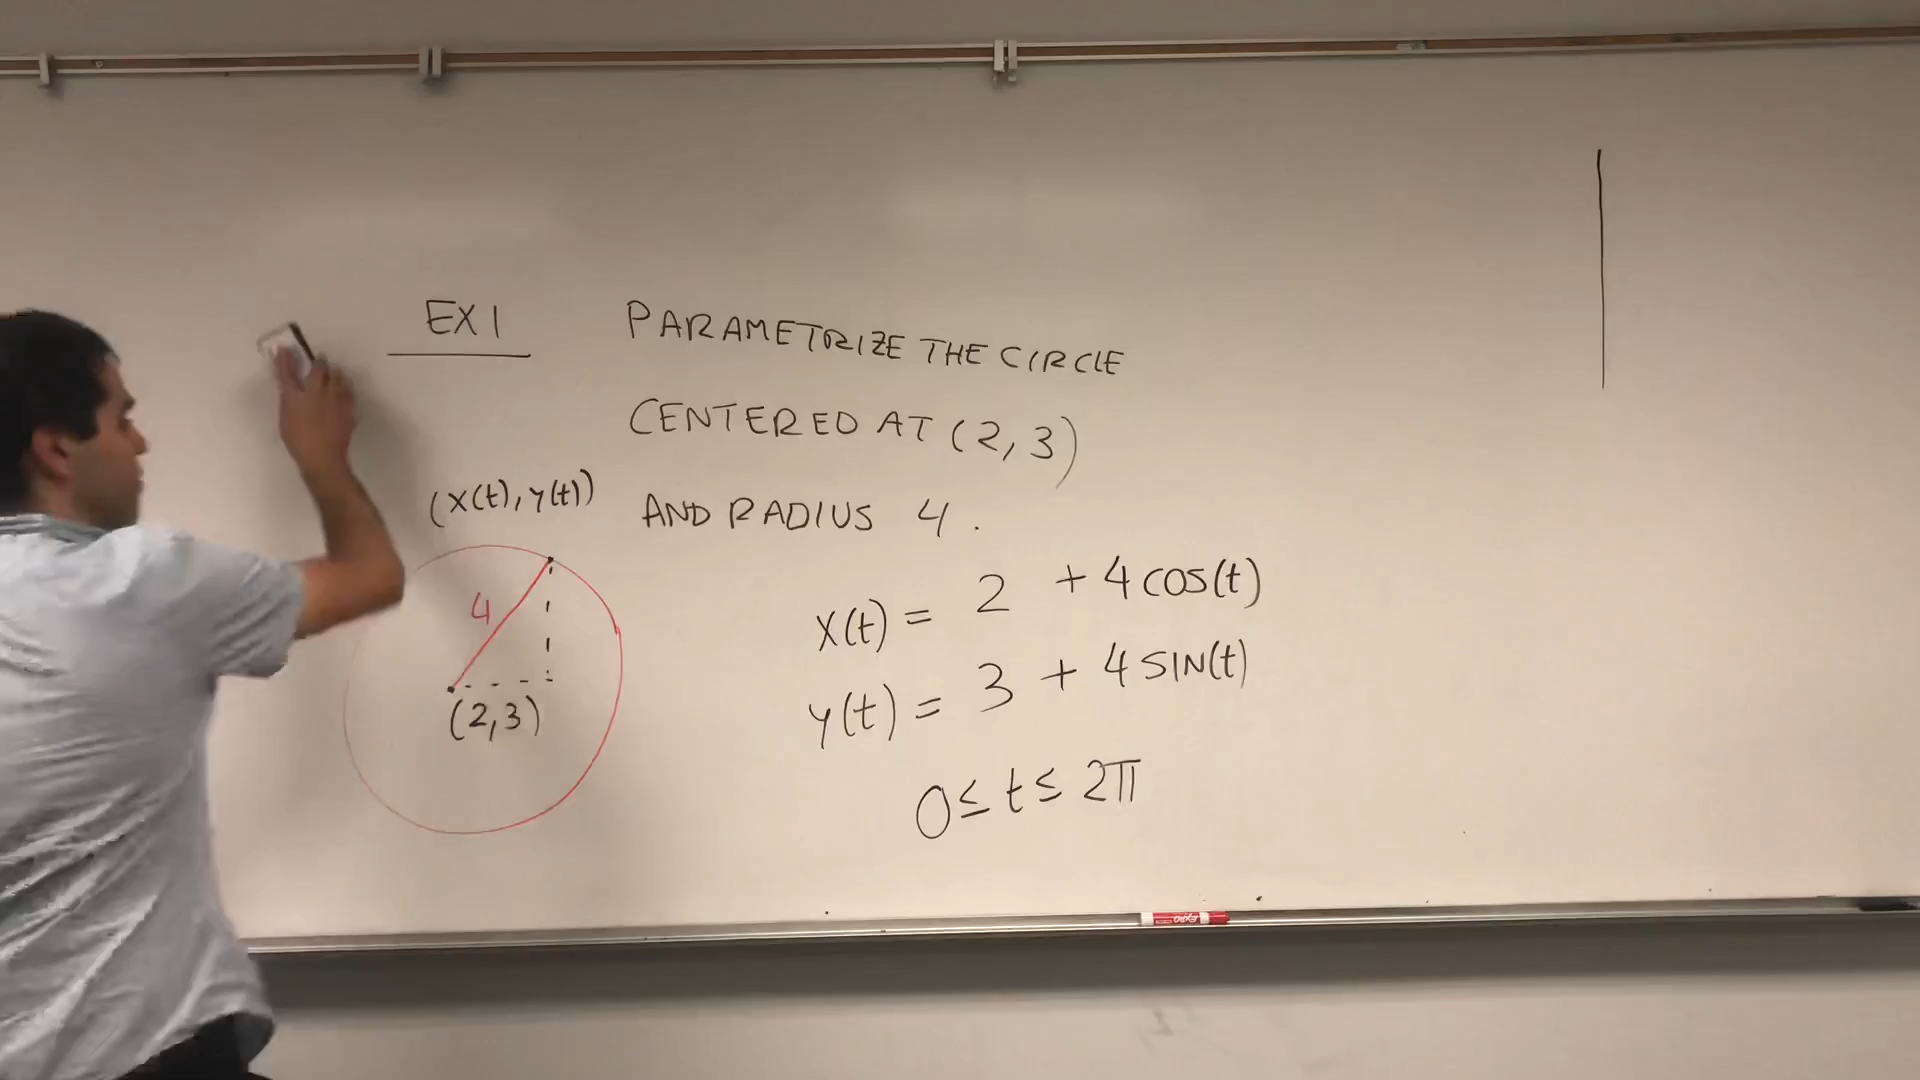 EX 1
PARAMETRIZE THE CIRCLE
CENTERED AT (2,3)
AND RADIUS 4.
(x(t), y(t))
4
(2,3)
x(t) = 2 + 4 cos(t)
y(t) = 3 + 4 SIN(t)
0 ≤ t ≤ 2π
EXPO